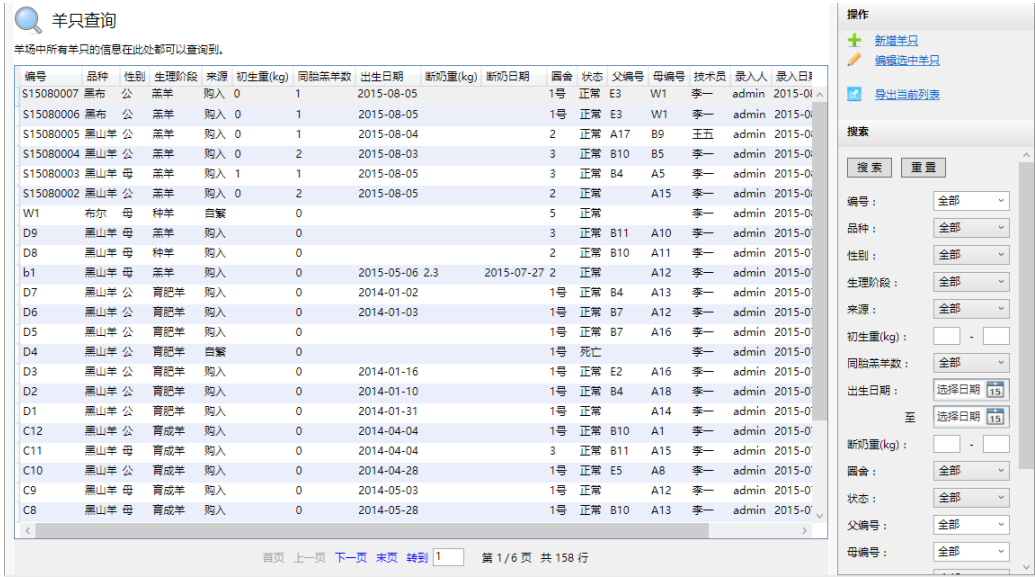 羊只查询
羊场中所有羊只的信息在此处都可以查询到。
编号 品种 性别 生理阶段 来源 初生重(kg) 同胎羔羊数 出生日期 断奶重(kg) 断奶日期 圈舍 状态 父编号 母编号 技术员 录入人 录入日期
S15080007 黑布 公 羔羊 购入 0 1 2015-08-05 1号 正常 E3 W1 李一 admin 2015-08
S15080006 黑布 公 羔羊 购入 0 1 2015-08-05 1号 正常 E3 W1 李一 admin 2015-08
S15080005 黑山羊 公 羔羊 购入 0 1 2015-08-04 2 正常 A17 B9 王五 admin 2015-08
S15080004 黑山羊 公 羔羊 购入 0 2 2015-08-03 3 正常 B10 B5 李一 admin 2015-08
S15080003 黑山羊 母 羔羊 购入 1 1 2015-08-05 3 正常 B4 A5 李一 admin 2015-08
S15080002 黑山羊 公 羔羊 购入 0 2 2015-08-05 2 正常 A15 李一 admin 2015-08
W1 布尔 母 种羊 自繁 0 5 正常 李一 admin 2015-08
D9 黑山羊 母 羔羊 购入 0 3 正常 B11 A10 李一 admin 2015-07
D8 黑山羊 母 种羊 购入 0 2 正常 B10 A11 李一 admin 2015-07
b1 黑山羊 母 羔羊 购入 0 2015-05-06 2.3 2015-07-27 2 正常 A12 李一 admin 2015-07
D7 黑山羊 公 育肥羊 购入 0 2014-01-02 1号 正常 B4 A13 李一 admin 2015-07
D6 黑山羊 公 育肥羊 购入 0 2014-01-03 1号 正常 B7 A12 李一 admin 2015-07
D5 黑山羊 公 育肥羊 购入 0 1号 正常 B7 A16 李一 admin 2015-07
D4 黑山羊 公 育肥羊 自繁 0 1号 死亡 李一 admin 2015-07
D3 黑山羊 公 育肥羊 购入 0 2014-01-16 1号 正常 E2 A16 李一 admin 2015-07
D2 黑山羊 公 育肥羊 购入 0 2014-01-10 1号 正常 B4 A18 李一 admin 2015-07
D1 黑山羊 公 育肥羊 购入 0 2014-01-31 1号 正常 A14 李一 admin 2015-07
C12 黑山羊 公 育成羊 购入 0 2014-04-04 1号 正常 B10 A1 李一 admin 2015-07
C11 黑山羊 母 育成羊 购入 0 2014-04-04 3 正常 B11 A15 李一 admin 2015-07
C10 黑山羊 公 育成羊 购入 0 2014-04-28 1号 正常 E5 A8 李一 admin 2015-07
C9 黑山羊 母 育成羊 购入 0 2014-05-03 1号 正常 A12 李一 admin 2015-07
C8 黑山羊 母 育成羊 购入 0 2014-05-28 1号 正常 B10 A13 李一 admin 2015-07
首页 上一页 下一页 末页 转到 1 第 1/6 页 共 158 行
操作
新增羊只
编辑选中羊只
导出当前列表
搜索
搜 索 重 置
编号： 全部
品种： 全部
性别： 全部
生理阶段： 全部
来源： 全部
初生重(kg)： -
同胎羔羊数： 全部
出生日期： 选择日期 15
至 选择日期 15
断奶重(kg)： -
圈舍： 全部
状态： 全部
父编号： 全部
母编号： 全部